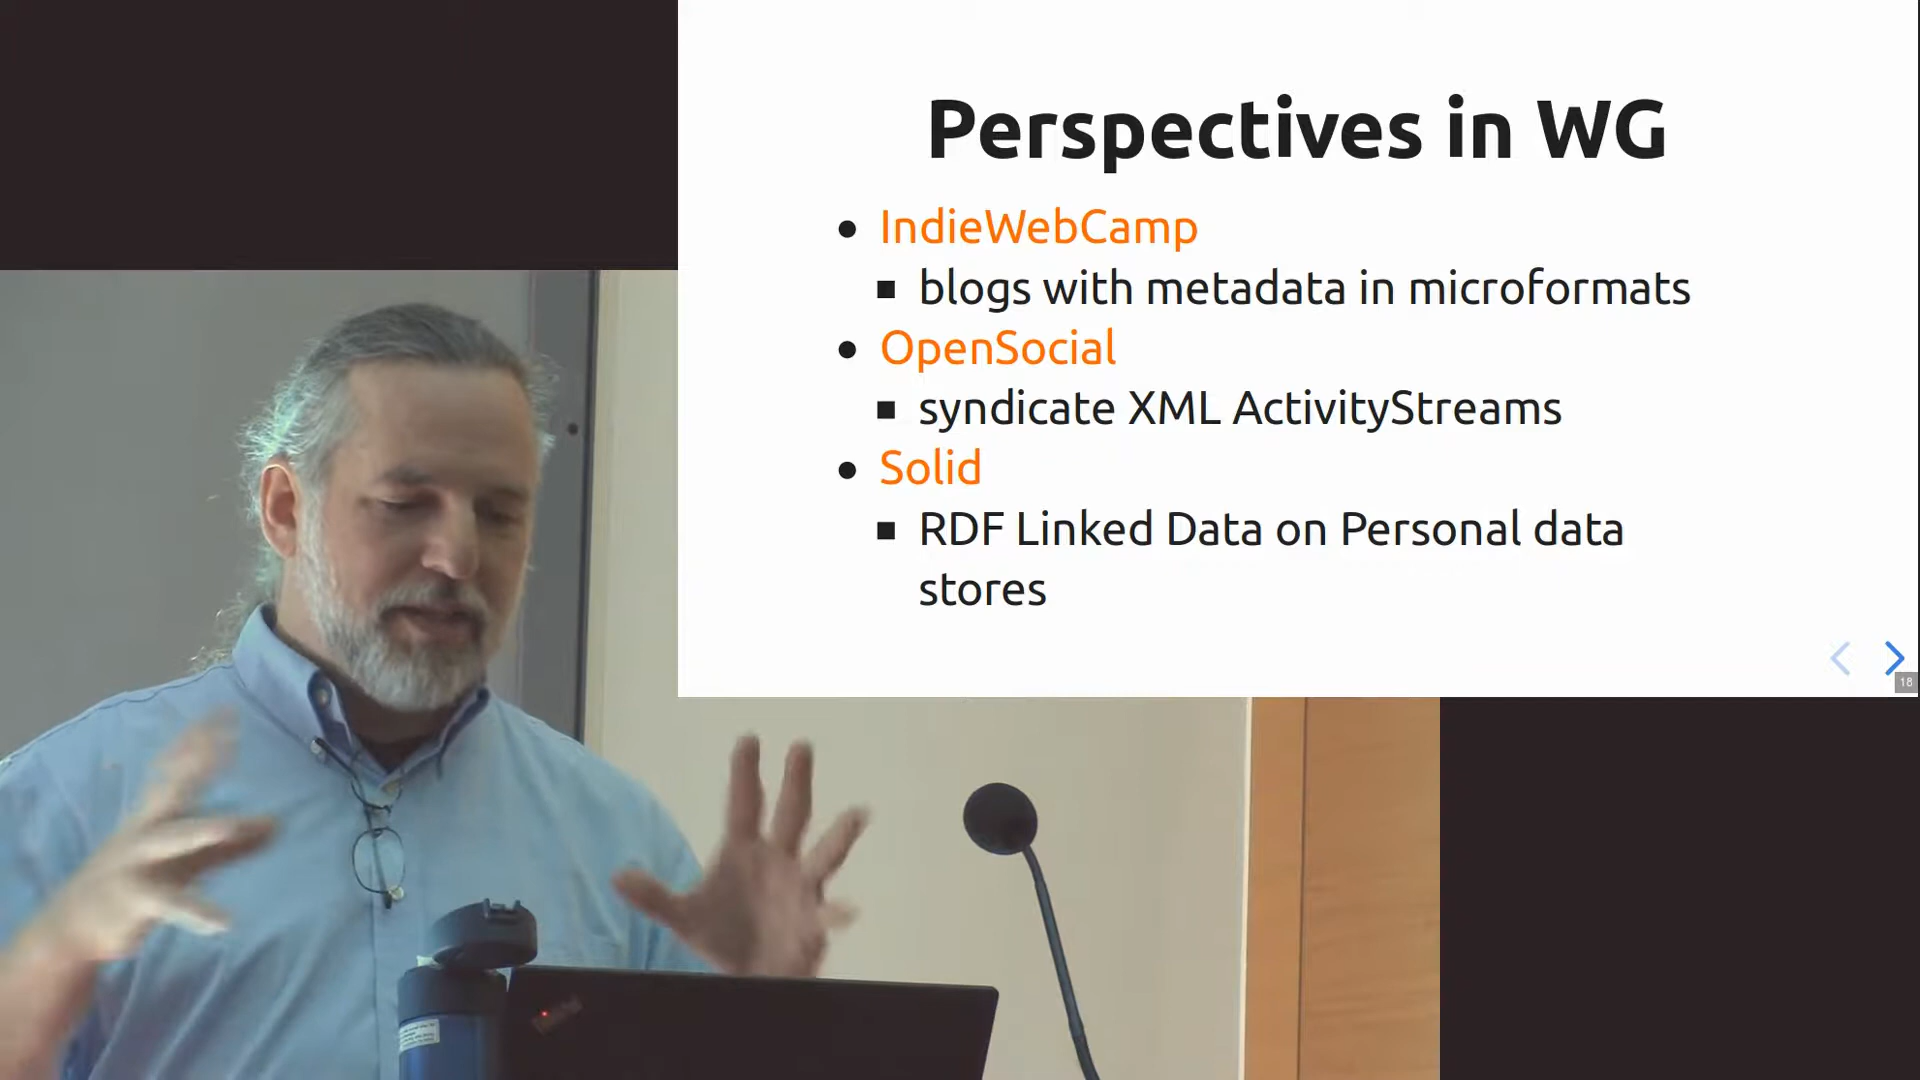 Perspectives in WG
IndieWebCamp
blogs with metadata in microformats
OpenSocial
syndicate XML ActivityStreams
Solid
RDF Linked Data on Personal data
stores
18